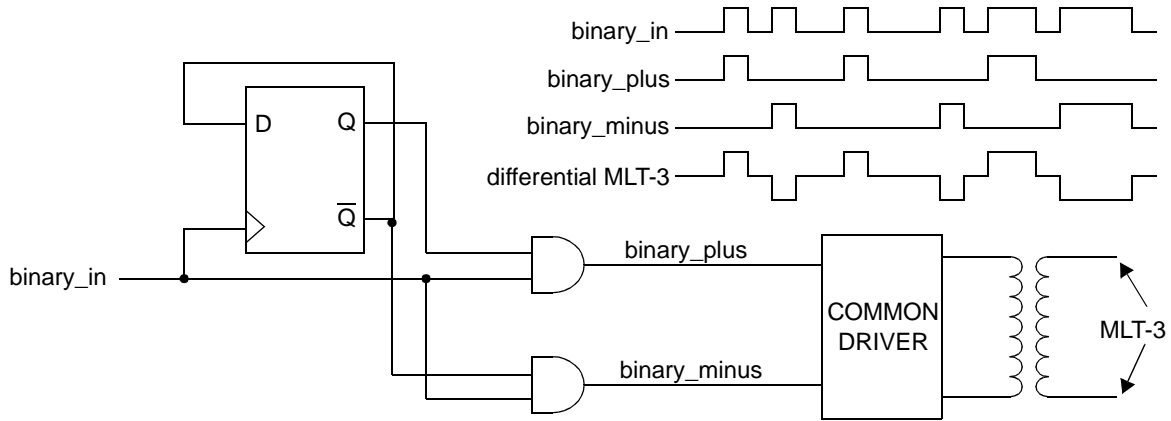 binary_in
binary_plus
binary_minus
differential MLT-3
D
Q
Q̅
binary_in
binary_plus
binary_minus
COMMON
DRIVER
MLT-3